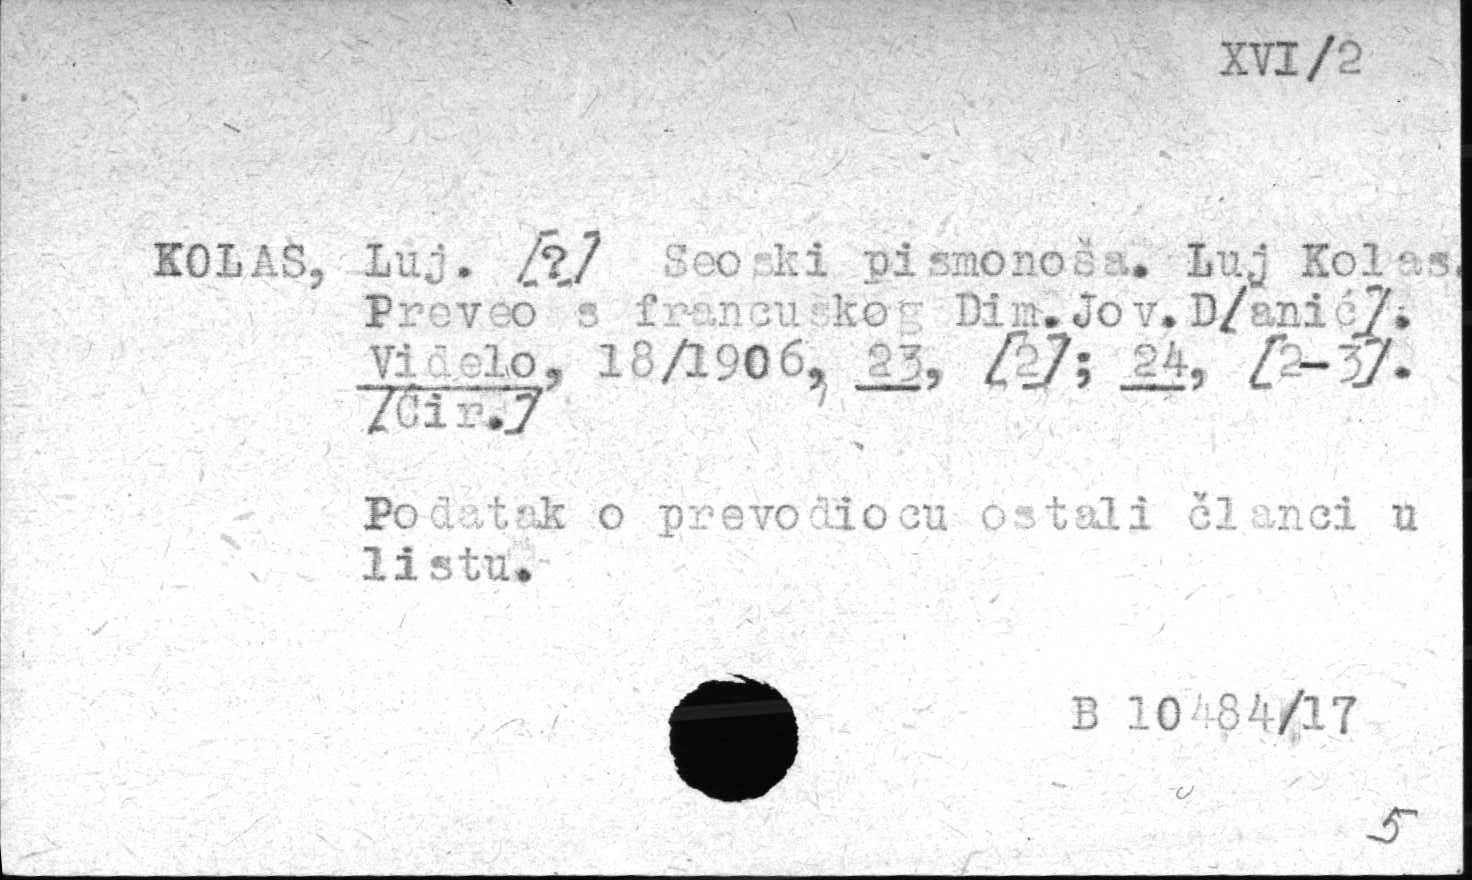 XVI/2
KOLAS, Luj. [?] Seoski pismonoša. Luj Kolas.
Preveo s francuskog Dim.Jov.D/anić/.
Videlo, 18/1906, 23, [2]; 24, [2-3].
/Ćir./
Podatak o prevodiocu ostali članci u
listu.
B 10484/17
5